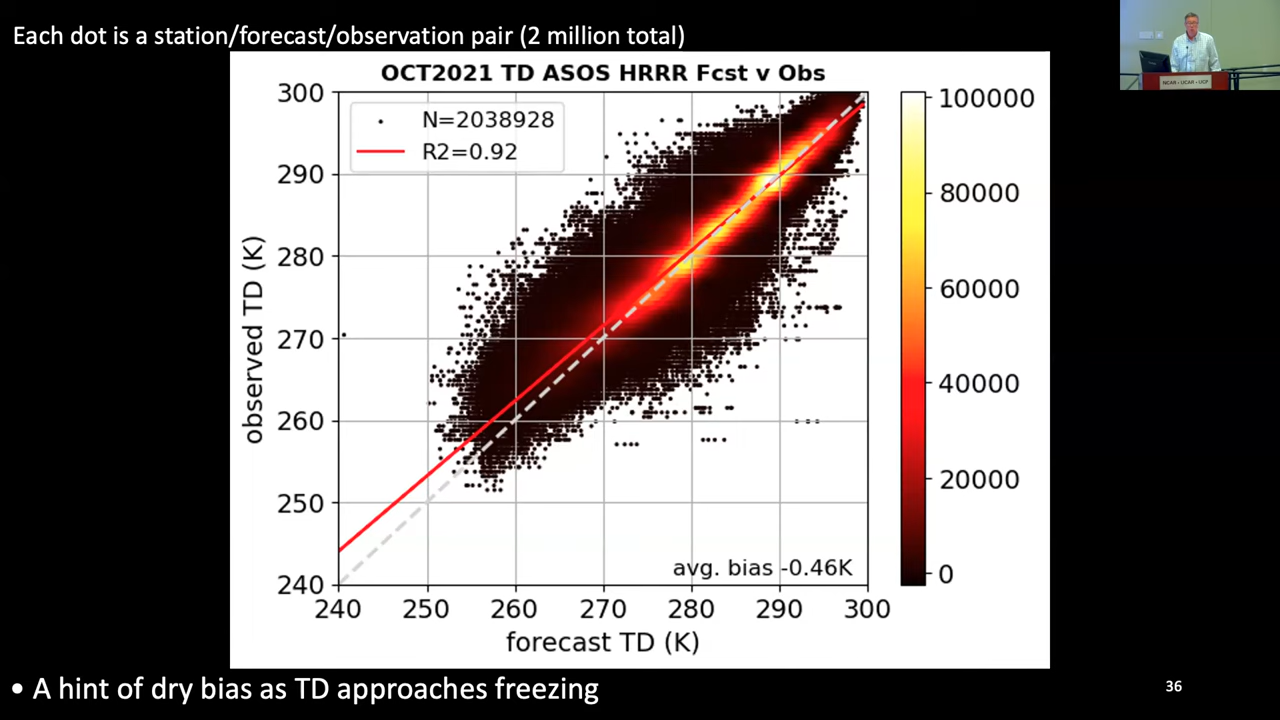 Each dot is a station/forecast/observation pair (2 million total)
OCT2021 TD ASOS HRRR Fcst v Obs
N=2038928
R2=0.92
300
290
280
270
260
250
240
observed TD (K)
240 250 260 270 280 290 300
forecast TD (K)
avg. bias -0.46K
100000
80000
60000
40000
20000
0
NCAR • UCAR • UCP
• A hint of dry bias as TD approaches freezing
36